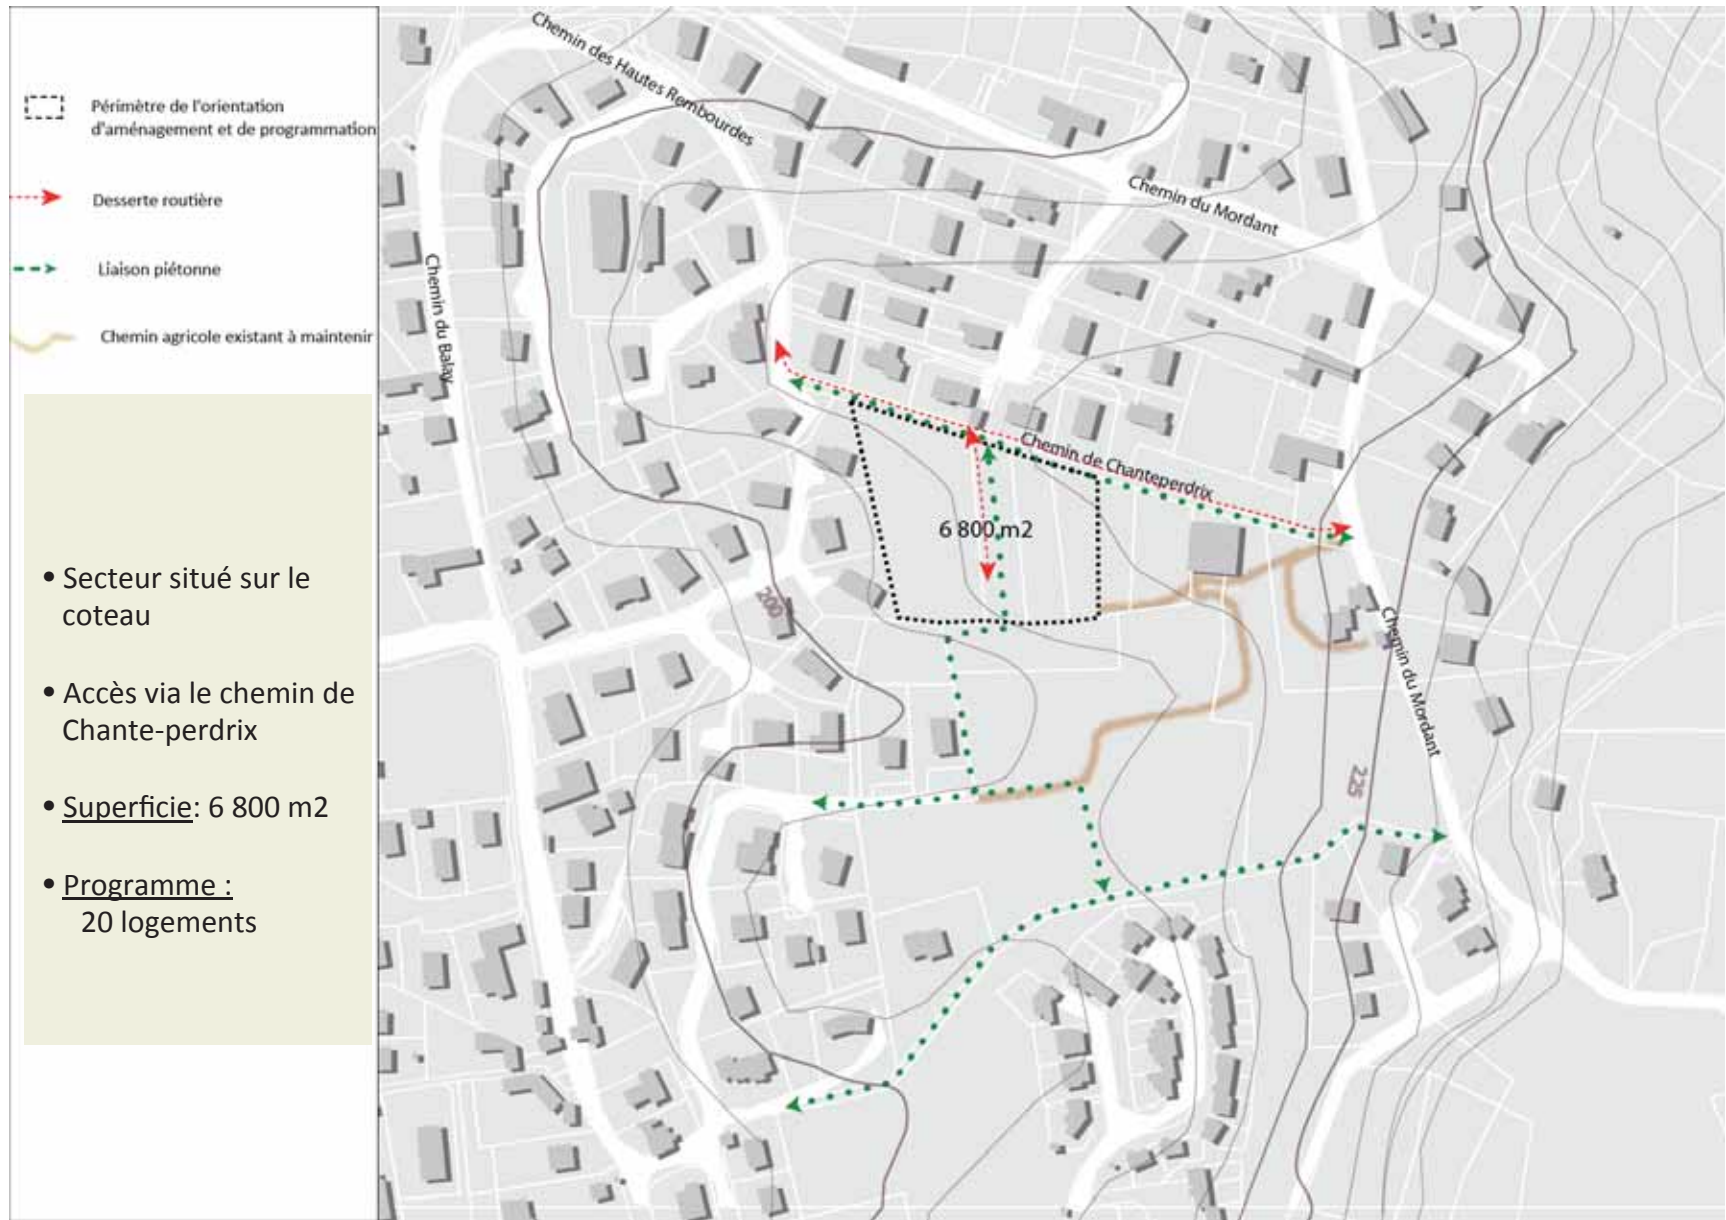 Périmètre de l'orientation
d'aménagement et de programmation
Desserte routière
Liaison piétonne
Chemin agricole existant à maintenir
• Secteur situé sur le
coteau
• Accès via le chemin de
Chante-perdrix
• Superficie: 6 800 m2
• Programme :
20 logements
Chemin des Hautes Rembourdes
Chemin du Mordant
Chemin du Balay
Chemin de Chanteperdrix
6 800 m2
200
Chemin du Mordant
225